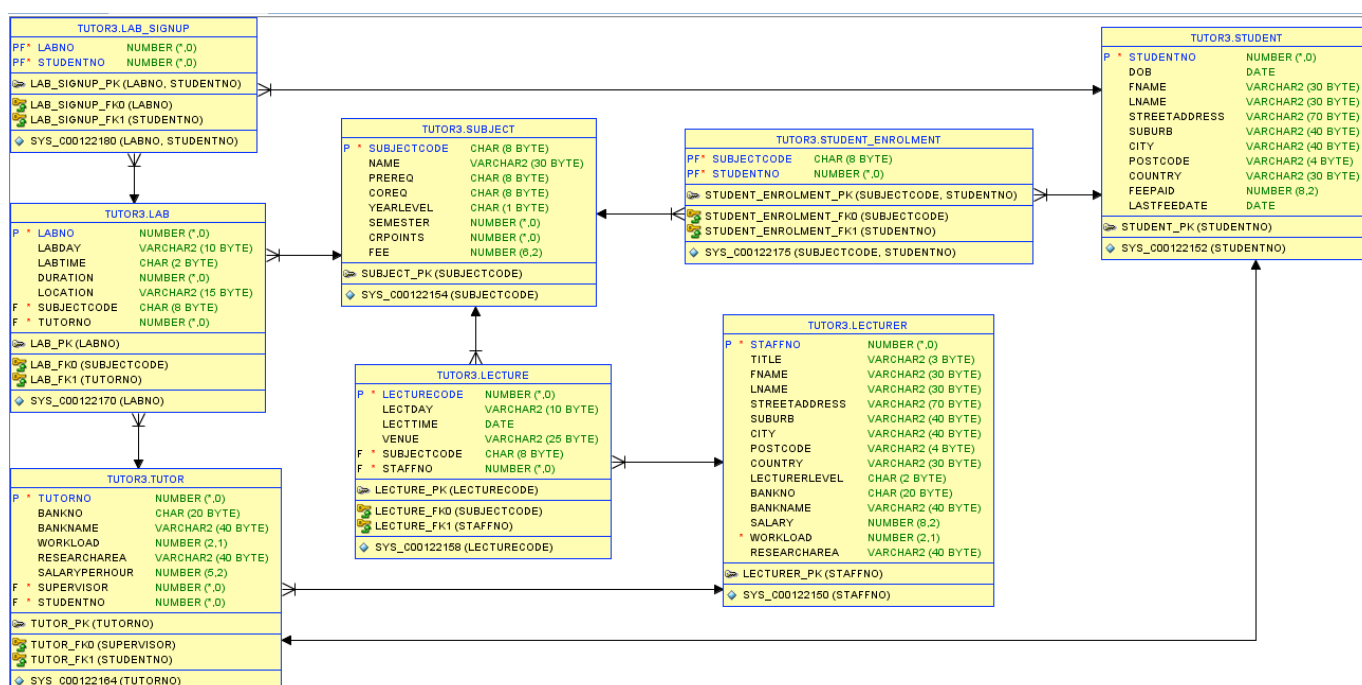 TUTOR3.LAB_SIGNUP
PF* LABNO NUMBER (*,0)
PF* STUDENTNO NUMBER (*,0)
LAB_SIGNUP_PK (LABNO, STUDENTNO)
LAB_SIGNUP_FK0 (LABNO)
LAB_SIGNUP_FK1 (STUDENTNO)
SYS_C00122180 (LABNO, STUDENTNO)
TUTOR3.STUDENT
P * STUDENTNO NUMBER (*,0)
DOB DATE
FNAME VARCHAR2 (30 BYTE)
LNAME VARCHAR2 (30 BYTE)
STREETADDRESS VARCHAR2 (70 BYTE)
SUBURB VARCHAR2 (40 BYTE)
CITY VARCHAR2 (40 BYTE)
POSTCODE VARCHAR2 (4 BYTE)
COUNTRY VARCHAR2 (30 BYTE)
FEEPAID NUMBER (8,2)
LASTFEEDATE DATE
STUDENT_PK (STUDENTNO)
SYS_C00122152 (STUDENTNO)
TUTOR3.SUBJECT
P * SUBJECTCODE CHAR (8 BYTE)
NAME VARCHAR2 (30 BYTE)
PREREQ CHAR (8 BYTE)
COREQ CHAR (8 BYTE)
YEARLEVEL CHAR (1 BYTE)
SEMESTER NUMBER (*,0)
CRPOINTS NUMBER (*,0)
FEE NUMBER (6,2)
SUBJECT_PK (SUBJECTCODE)
SYS_C00122154 (SUBJECTCODE)
TUTOR3.STUDENT_ENROLMENT
PF* SUBJECTCODE CHAR (8 BYTE)
PF* STUDENTNO NUMBER (*,0)
STUDENT_ENROLMENT_PK (SUBJECTCODE, STUDENTNO)
STUDENT_ENROLMENT_FK0 (SUBJECTCODE)
STUDENT_ENROLMENT_FK1 (STUDENTNO)
SYS_C00122175 (SUBJECTCODE, STUDENTNO)
TUTOR3.LAB
P * LABNO NUMBER (*,0)
LABDAY VARCHAR2 (10 BYTE)
LABTIME CHAR (2 BYTE)
DURATION NUMBER (*,0)
LOCATION VARCHAR2 (15 BYTE)
F * SUBJECTCODE CHAR (8 BYTE)
F * TUTORNO NUMBER (*,0)
LAB_PK (LABNO)
LAB_FK0 (SUBJECTCODE)
LAB_FK1 (TUTORNO)
SYS_C00122170 (LABNO)
TUTOR3.LECTURE
P * LECTURECODE NUMBER (*,0)
LECTDAY VARCHAR2 (10 BYTE)
LECTTIME DATE
VENUE VARCHAR2 (25 BYTE)
F * SUBJECTCODE CHAR (8 BYTE)
F * STAFFNO NUMBER (*,0)
LECTURE_PK (LECTURECODE)
LECTURE_FK0 (SUBJECTCODE)
LECTURE_FK1 (STAFFNO)
SYS_C00122158 (LECTURECODE)
TUTOR3.LECTURER
P * STAFFNO NUMBER (*,0)
TITLE VARCHAR2 (3 BYTE)
FNAME VARCHAR2 (30 BYTE)
LNAME VARCHAR2 (30 BYTE)
STREETADDRESS VARCHAR2 (70 BYTE)
SUBURB VARCHAR2 (40 BYTE)
CITY VARCHAR2 (40 BYTE)
POSTCODE VARCHAR2 (4 BYTE)
COUNTRY VARCHAR2 (30 BYTE)
LECTURERLEVEL CHAR (2 BYTE)
BANKNO CHAR (20 BYTE)
BANKNAME VARCHAR2 (40 BYTE)
SALARY NUMBER (8,2)
* WORKLOAD NUMBER (2,1)
RESEARCHAREA VARCHAR2 (40 BYTE)
LECTURER_PK (STAFFNO)
SYS_C00122150 (STAFFNO)
TUTOR3.TUTOR
P * TUTORNO NUMBER (*,0)
BANKNO CHAR (20 BYTE)
BANKNAME VARCHAR2 (40 BYTE)
WORKLOAD NUMBER (2,1)
RESEARCHAREA VARCHAR2 (40 BYTE)
SALARYPERHOUR NUMBER (5,2)
F * SUPERVISOR NUMBER (*,0)
F * STUDENTNO NUMBER (*,0)
TUTOR_PK (TUTORNO)
TUTOR_FK0 (SUPERVISOR)
TUTOR_FK1 (STUDENTNO)
SYS_C00122164 (TUTORNO)